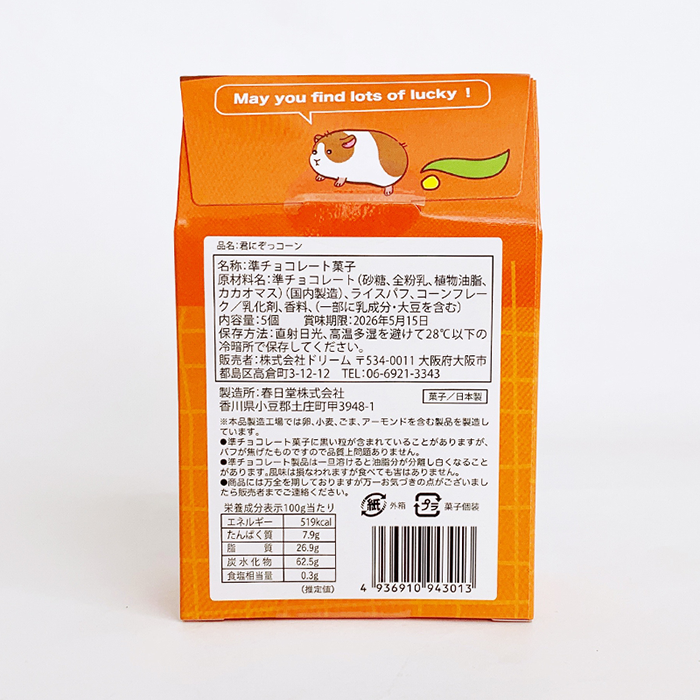 May you find lots of lucky !
品名:君にぞっコーン
名称:準チョコレート菓子
原材料名:準チョコレート(砂糖、全粉乳、植物油脂、
カカオマス)(国内製造)、ライスパフ、コーンフレー
ク/乳化剤、香料、(一部に乳成分・大豆を含む)
内容量:5個 賞味期限:2026年5月15日
保存方法:直射日光、高温多湿を避けて28℃以下の
冷暗所で保存してください。
販売者:株式会社ドリーム 〒534-0011 大阪府大阪市
都島区高倉町3-12-12 TEL:06-6921-3343
製造所:春日堂株式会社
香川県小豆郡土庄町甲3948-1
菓子/日本製
※本品製造工場では卵、小麦、ごま、アーモンドを含む製品を製造し
ています。
●準チョコレート菓子に黒い粒が含まれていることがありますが、
パフが焦げたものですので品質上問題ありません。
●準チョコレート製品は一旦溶けると油脂分が分離し白くなること
があります。風味は損なわれますが食べても害はありません。
●商品には万全を期しておりますが万一お気づきの点がございまし
たら販売者までご連絡ください。
栄養成分表示100g当たり
エネルギー 519kcal
たんぱく質 7.9g
脂質 26.9g
炭水化物 62.5g
食塩相当量 0.3g
(推定値)
紙 外箱 プラ 菓子個装
4 936910 943013